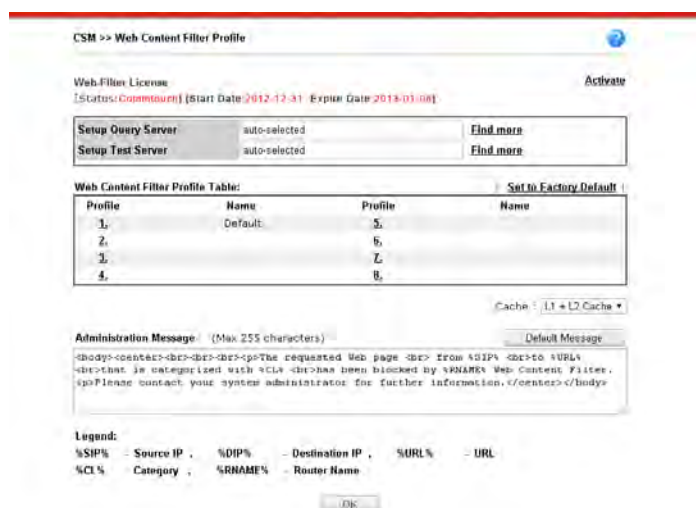 CSM >> Web Content Filter Profile
Web-Filter License
Activate
[Status:Commtouch] [Start Date:2012-12-31 Expire Date:2013-01-08]
Setup Query Server auto-selected Find more
Setup Test Server auto-selected Find more
Web Content Filter Profile Table: | Set to Factory Default |
Profile Name Profile Name
1. Default 5.
2. 6.
3. 7.
4. 8.
Cache : L1 + L2 Cache
Administration Message (Max 255 characters) Default Message
<body><center><br><br><br><p>The requested Web page <br> from %SIP% <br>to %URL%
<br>that is categorized with %CL% <br>has been blocked by %RNAME% Web Content Filter.
<p>Please contact your system administrator for further information.</center></body>
Legend:
%SIP% - Source IP , %DIP% - Destination IP , %URL% - URL
%CL% - Category , %RNAME% - Router Name
OK